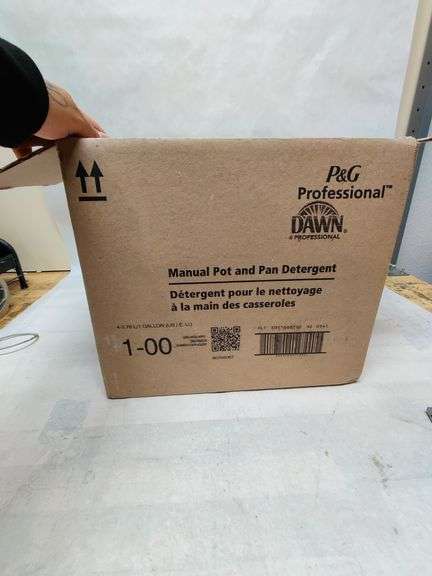 P&G
Professional™
DAWN®
PROFESSIONAL
Manual Pot and Pan Detergent
Détergent pour le nettoyage
à la main des casseroles
1-00